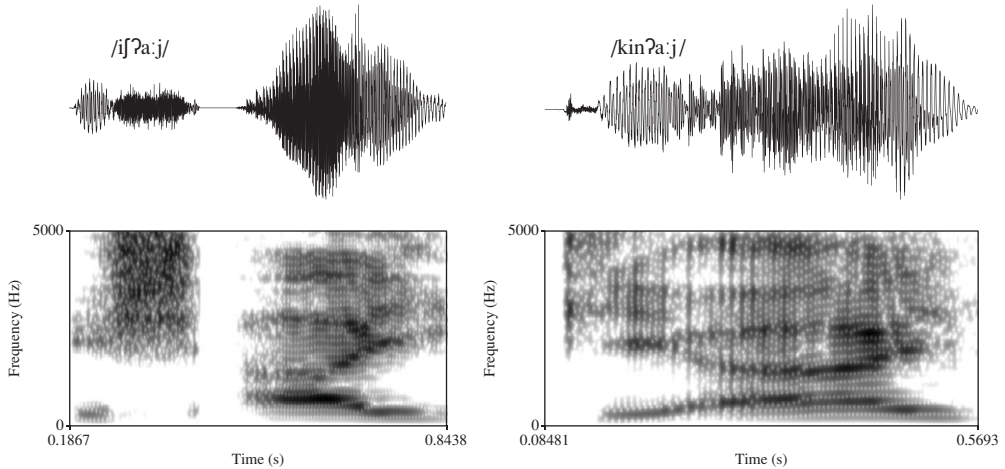 /iʃʔaːj/
/kinʔaːj/
5000
Frequency (Hz)
0
0.1867
0.8438
Time (s)
5000
Frequency (Hz)
0
0.08481
0.5693
Time (s)